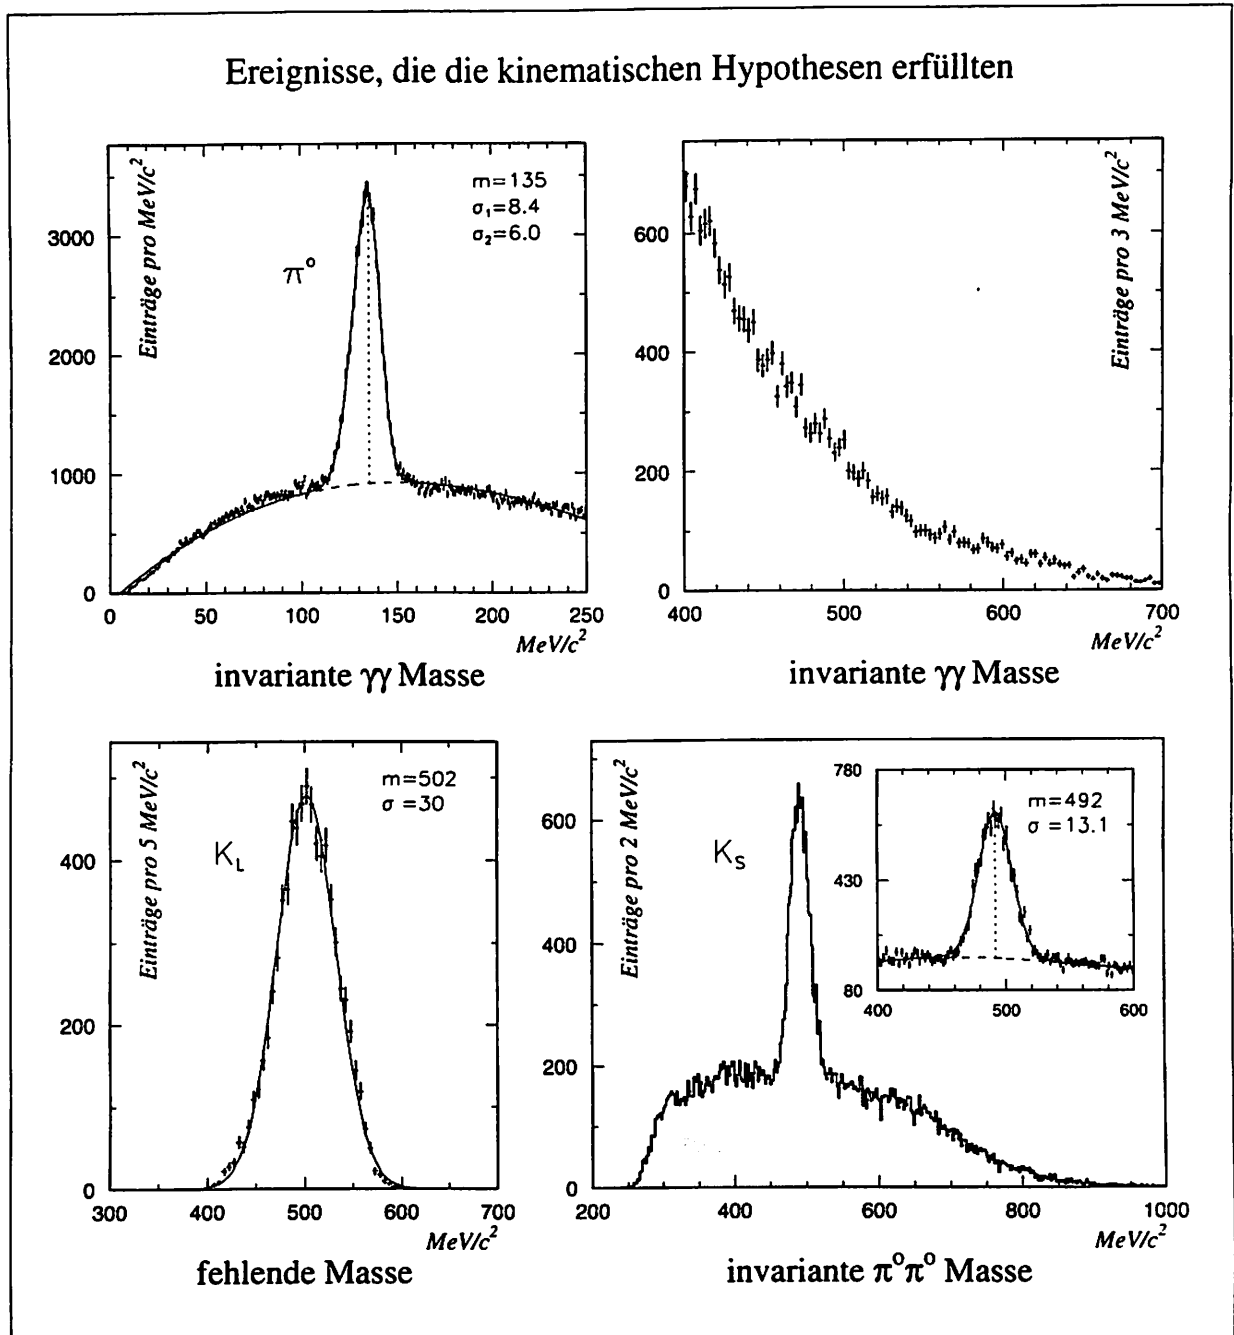 Ereignisse, die die kinematischen Hypothesen erfüllten
Einträge pro MeV/c²
m=135
σ₁=8.4
σ₂=6.0
π⁰
3000
2000
1000
0
0 50 100 150 200 250
MeV/c²
invariante γγ Masse
Einträge pro 3 MeV/c²
600
400
200
0
400 500 600 700
MeV/c²
invariante γγ Masse
Einträge pro 5 MeV/c²
m=502
σ =30
K_L
400
200
0
300 400 500 600 700
MeV/c²
fehlende Masse
Einträge pro 2 MeV/c²
K_S
600
400
200
0
200 400 600 800 1000
MeV/c²
780
430
80
m=492
σ =13.1
400 500 600
invariante π⁰π⁰ Masse